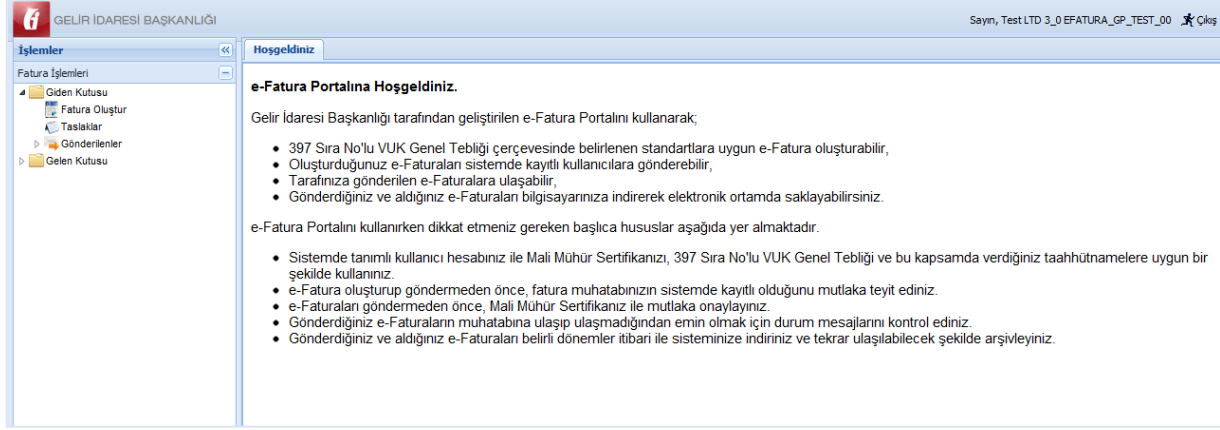 GELİR İDARESİ BAŞKANLIĞI
Sayın, Test LTD 3_0 EFATURA_GP_TEST_00 Çıkış
İşlemler
Hoşgeldiniz
Fatura İşlemleri
Giden Kutusu
Fatura Oluştur
Taslaklar
Gönderilenler
Gelen Kutusu
e-Fatura Portalına Hoşgeldiniz.
Gelir İdaresi Başkanlığı tarafından geliştirilen e-Fatura Portalını kullanarak;
• 397 Sıra No'lu VUK Genel Tebliği çerçevesinde belirlenen standartlara uygun e-Fatura oluşturabilir,
• Oluşturduğunuz e-Faturaları sistemde kayıtlı kullanıcılara gönderebilir,
• Tarafınıza gönderilen e-Faturalara ulaşabilir,
• Gönderdiğiniz ve aldığınız e-Faturaları bilgisayarınıza indirerek elektronik ortamda saklayabilirsiniz.
e-Fatura Portalını kullanırken dikkat etmeniz gereken başlıca hususlar aşağıda yer almaktadır.
• Sistemde tanımlı kullanıcı hesabınız ile Mali Mühür Sertifikanızı, 397 Sıra No'lu VUK Genel Tebliği ve bu kapsamda verdiğiniz taahhütnamelere uygun bir
şekilde kullanınız.
• e-Fatura oluşturup göndermeden önce, fatura muhatabınızın sistemde kayıtlı olduğunu mutlaka teyit ediniz.
• e-Faturaları göndermeden önce, Mali Mühür Sertifikanız ile mutlaka onaylayınız.
• Gönderdiğiniz e-Faturaların muhatabına ulaşıp ulaşmadığından emin olmak için durum mesajlarını kontrol ediniz.
• Gönderdiğiniz ve aldığınız e-Faturaları belirli dönemler itibari ile sisteminize indiriniz ve tekrar ulaşılabilecek şekilde arşivleyiniz.